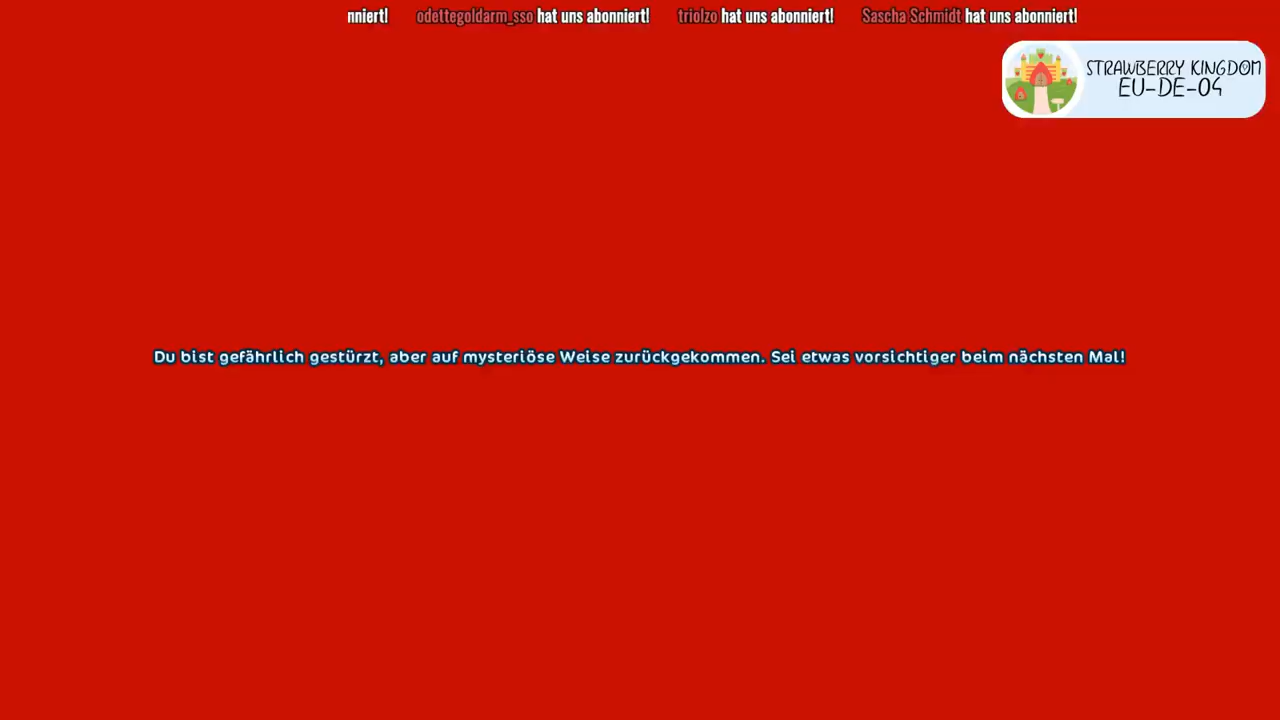 nniert! odettegoldarm_sso hat uns abonniert! triolzo hat uns abonniert! Sascha Schmidt hat uns abonniert!
STRAWBERRY KINGDOM
EU-DE-04
Du bist gefährlich gestürzt, aber auf mysteriöse Weise zurückgekommen. Sei etwas vorsichtiger beim nächsten Mal!